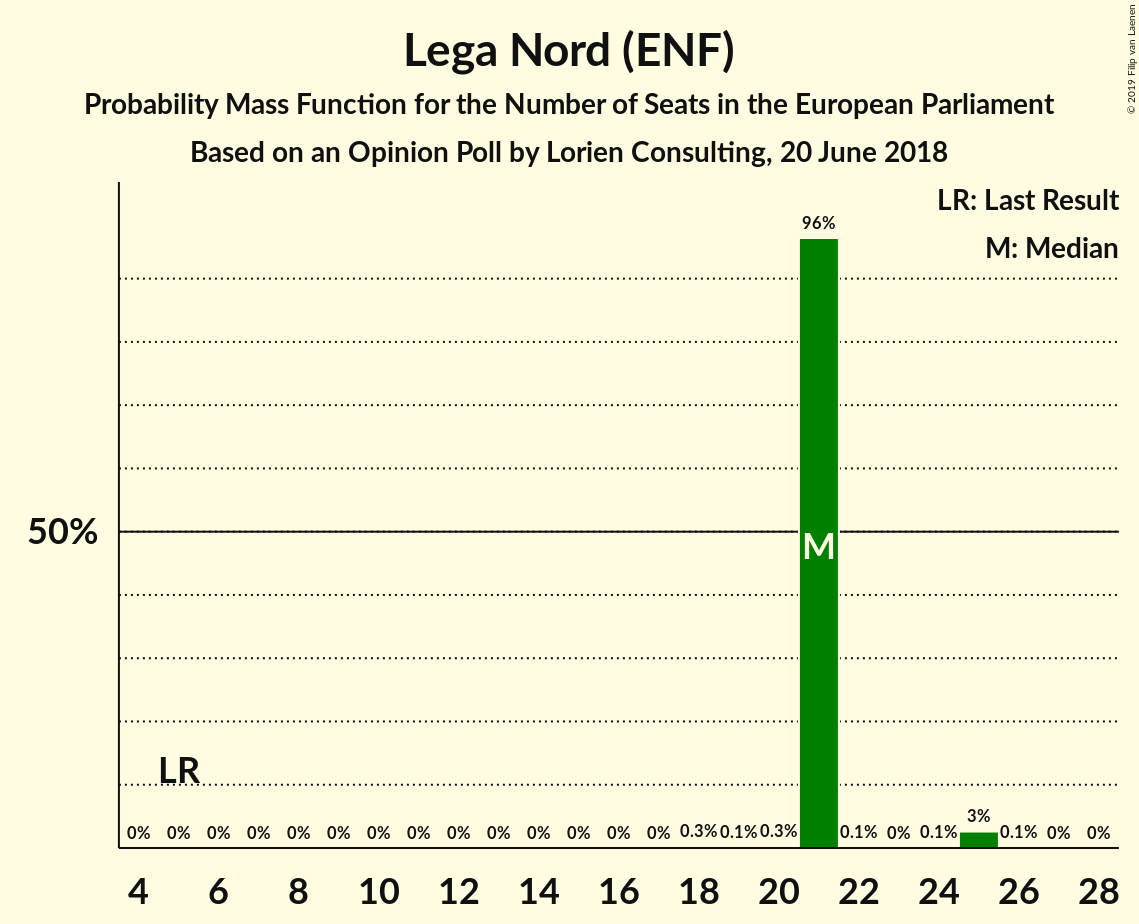 Lega Nord (ENF)
Probability Mass Function for the Number of Seats in the European Parliament
Based on an Opinion Poll by Lorien Consulting, 20 June 2018
© 2019 Filip van Laenen
LR: Last Result
M: Median
96%
50%
M
LR
0% 0% 0% 0% 0% 0% 0% 0% 0% 0% 0% 0% 0% 0% 0.3% 0.1% 0.3% 0.1% 0% 0.1% 3% 0.1% 0% 0%
4 6 8 10 12 14 16 18 20 22 24 26 28